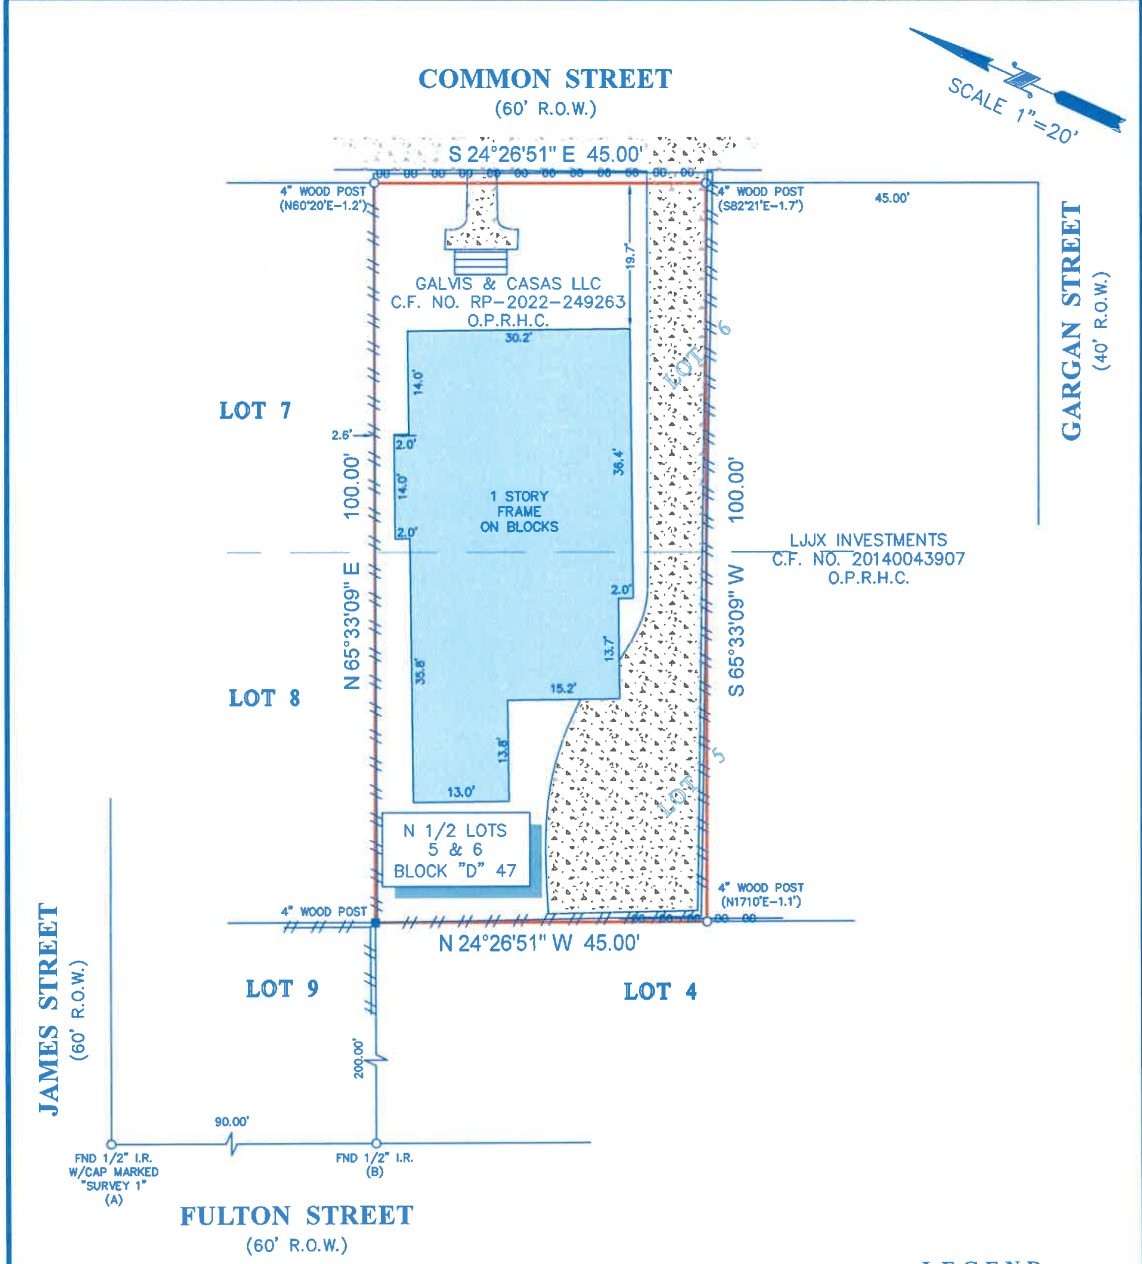 COMMON STREET
(60' R.O.W.)
SCALE 1"=20'
S 24°26'51" E 45.00'
4" WOOD POST
(N60°20'E-1.2')
4" WOOD POST
(S82°21'E-1.7')
45.00'
19.7'
GALVIS & CASAS LLC
C.F. NO. RP-2022-249263
O.P.R.H.C.
30.2'
GARGAN STREET
(40' R.O.W.)
LOT 6
14.0'
LOT 7
2.6'
2.0'
36.4'
14.0'
N 65°33'09" E 100.00'
1 STORY
FRAME
ON BLOCKS
S 65°33'09" W 100.00'
2.0'
LJJX INVESTMENTS
C.F. NO. 20140043907
O.P.R.H.C.
2.0'
13.7'
35.8'
LOT 8
15.2'
13.8'
LOT 5
13.0'
N 1/2 LOTS
5 & 6
BLOCK "D" 47
4" WOOD POST
4" WOOD POST
(N17°10'E-1.1')
N 24°26'51" W 45.00'
LOT 9
LOT 4
JAMES STREET
(60' R.O.W.)
200.00'
90.00'
FND 1/2" I.R.
W/CAP MARKED
"SURVEY 1"
(A)
FND 1/2" I.R.
(B)
FULTON STREET
(60' R.O.W.)
LEGEND